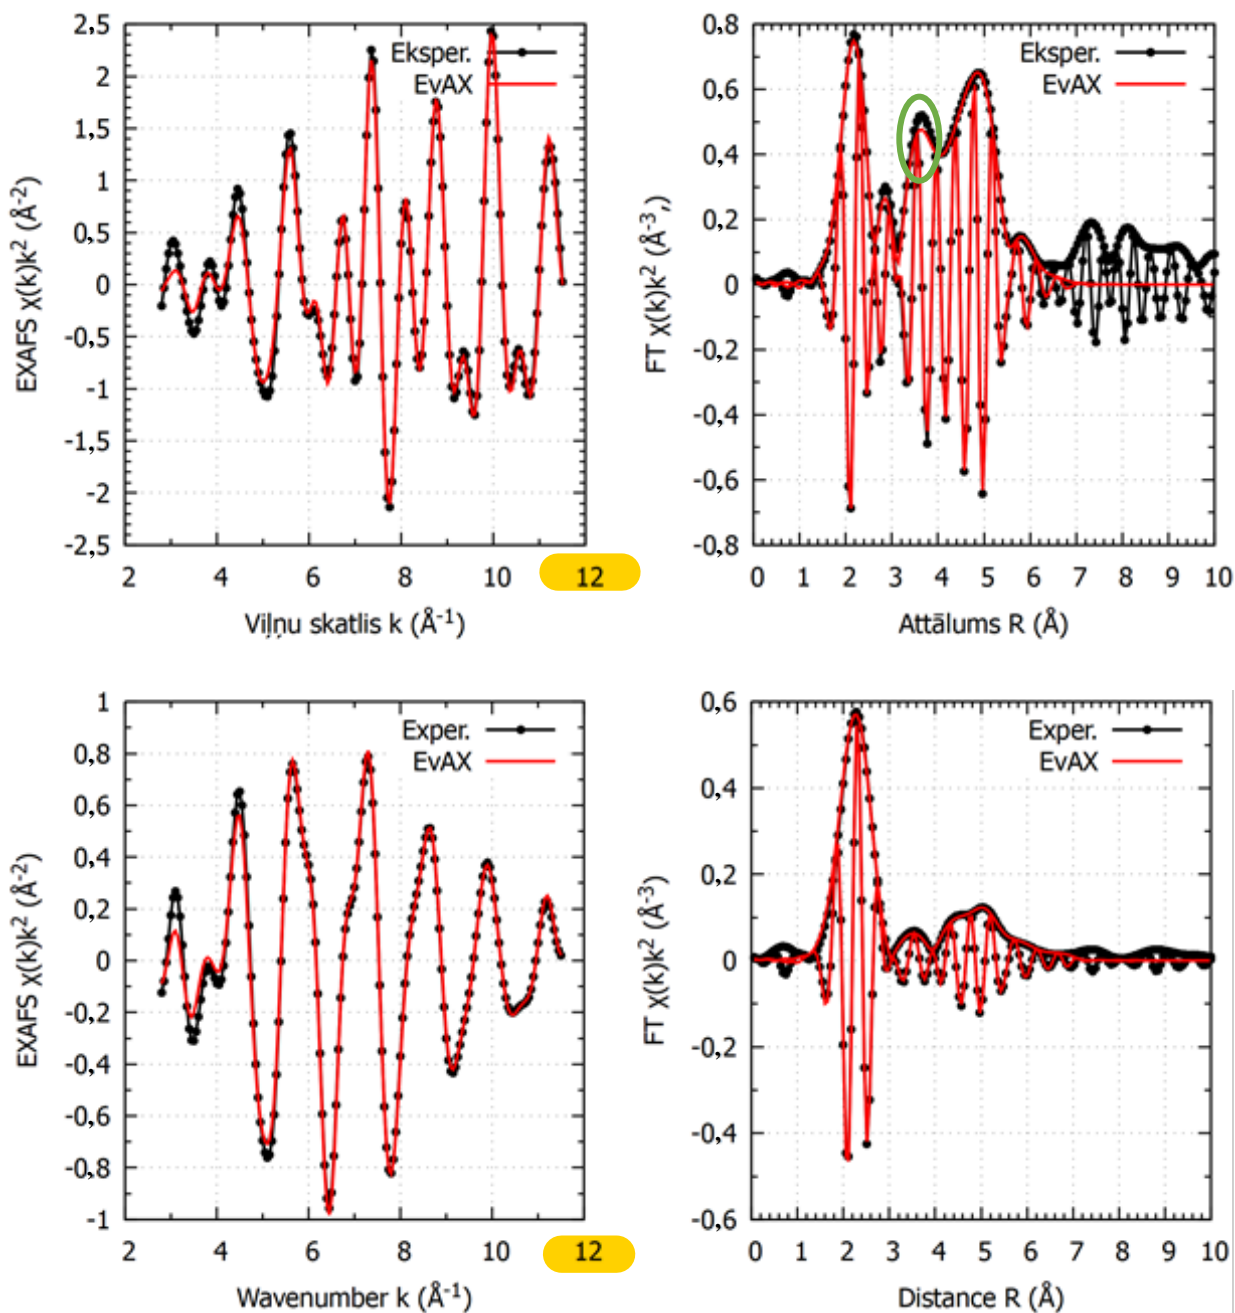 2,5
2
1,5
1
0,5
0
-0,5
-1
-1,5
-2
-2,5
EXAFS χ(k)k² (Å⁻²)
Eksper.
EvAX
2 4 6 8 10 12
Viļņu skatlis k (Å⁻¹)
0,8
0,6
0,4
0,2
0
-0,2
-0,4
-0,6
-0,8
FT χ(k)k² (Å⁻³,)
Eksper.
EvAX
0 1 2 3 4 5 6 7 8 9 10
Attālums R (Å)
1
0,8
0,6
0,4
0,2
0
-0,2
-0,4
-0,6
-0,8
-1
EXAFS χ(k)k² (Å⁻²)
Exper.
EvAX
2 4 6 8 10 12
Wavenumber k (Å⁻¹)
0,6
0,4
0,2
0
-0,2
-0,4
-0,6
FT χ(k)k² (Å⁻³)
Exper.
EvAX
0 1 2 3 4 5 6 7 8 9 10
Distance R (Å)